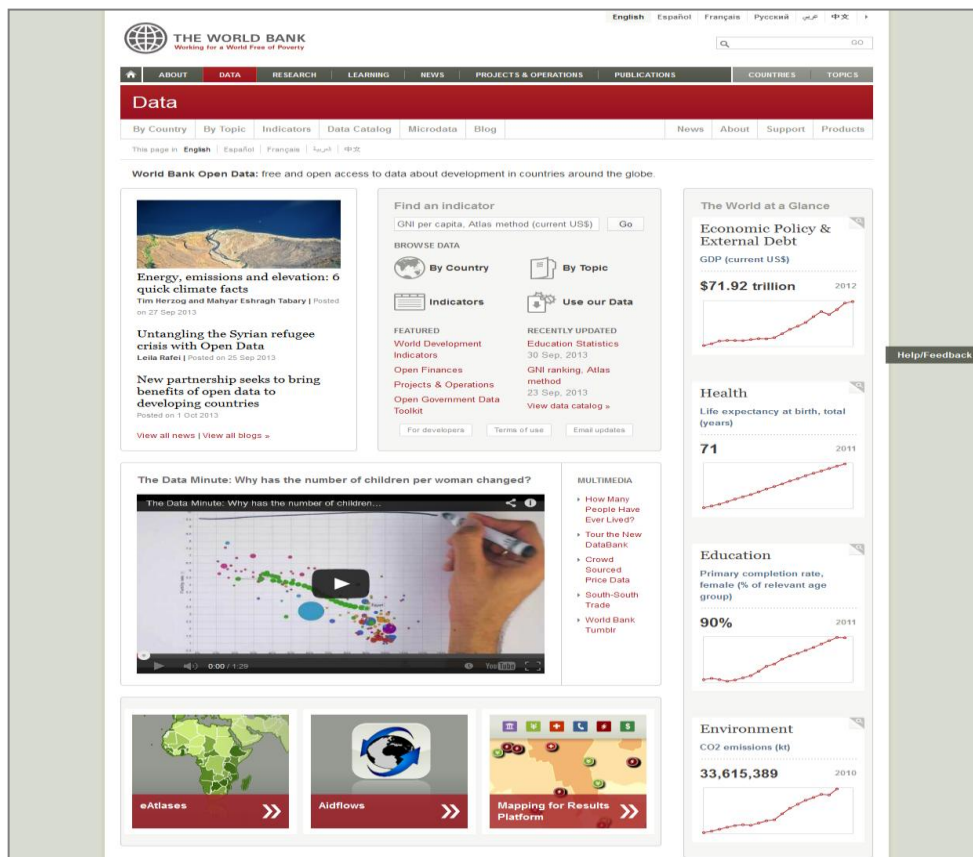 English Español Français Русский عربي 中文
THE WORLD BANK
Working for a World Free of Poverty
GO
ABOUT DATA RESEARCH LEARNING NEWS PROJECTS & OPERATIONS PUBLICATIONS COUNTRIES TOPICS
Data
By Country By Topic Indicators Data Catalog Microdata Blog News About Support Products
This page in English Español Français العربية 中文
World Bank Open Data: free and open access to data about development in countries around the globe.
Energy, emissions and elevation: 6
quick climate facts
Tim Herzog and Mahyar Eshragh Tabary | Posted
on 27 Sep 2013
Untangling the Syrian refugee
crisis with Open Data
Leila Rafei | Posted on 25 Sep 2013
New partnership seeks to bring
benefits of open data to
developing countries
Posted on 1 Oct 2013
View all news | View all blogs »
Find an indicator
GNI per capita, Atlas method (current US$) Go
BROWSE DATA
By Country By Topic
Indicators Use our Data
FEATURED
World Development
Indicators
Open Finances
Projects & Operations
Open Government Data
Toolkit
RECENTLY UPDATED
Education Statistics
30 Sep, 2013
GNI ranking, Atlas
method
23 Sep, 2013
View data catalog »
For developers Terms of use Email updates
The World at a Glance
Economic Policy &
External Debt
GDP (current US$)
$71.92 trillion 2012
Health
Life expectancy at birth, total
(years)
71 2011
Education
Primary completion rate,
female (% of relevant age
group)
90% 2011
Environment
CO2 emissions (kt)
33,615,389 2010
Help/Feedback
The Data Minute: Why has the number of children per woman changed?
The Data Minute: Why has the number of children...
0:00 / 1:29
YouTube
MULTIMEDIA
How Many
People Have
Ever Lived?
Tour the New
DataBank
Crowd
Sourced
Price Data
South-South
Trade
World Bank
Tumblr
eAtlases
Aidflows
Mapping for Results
Platform